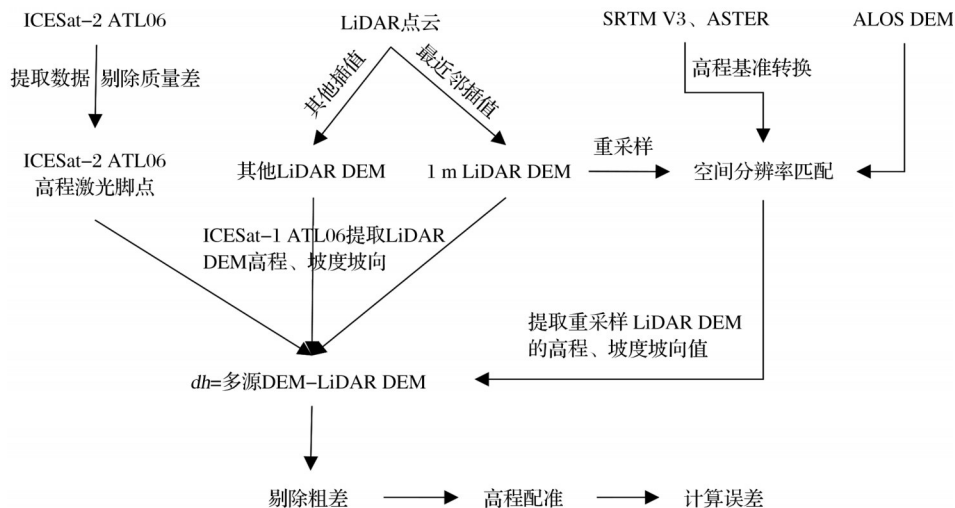 ICESat-2 ATL06
LiDAR点云
SRTM V3、ASTER
ALOS DEM
提取数据
剔除质量差
其他插值
最近邻插值
高程基准转换
ICESat-2 ATL06
高程激光脚点
其他LiDAR DEM
1 m LiDAR DEM
重采样
空间分辨率匹配
ICESat-1 ATL06提取LiDAR
DEM高程、坡度坡向
提取重采样 LiDAR DEM
的高程、坡度坡向值
dh=多源DEM-LiDAR DEM
剔除粗差
高程配准
计算误差